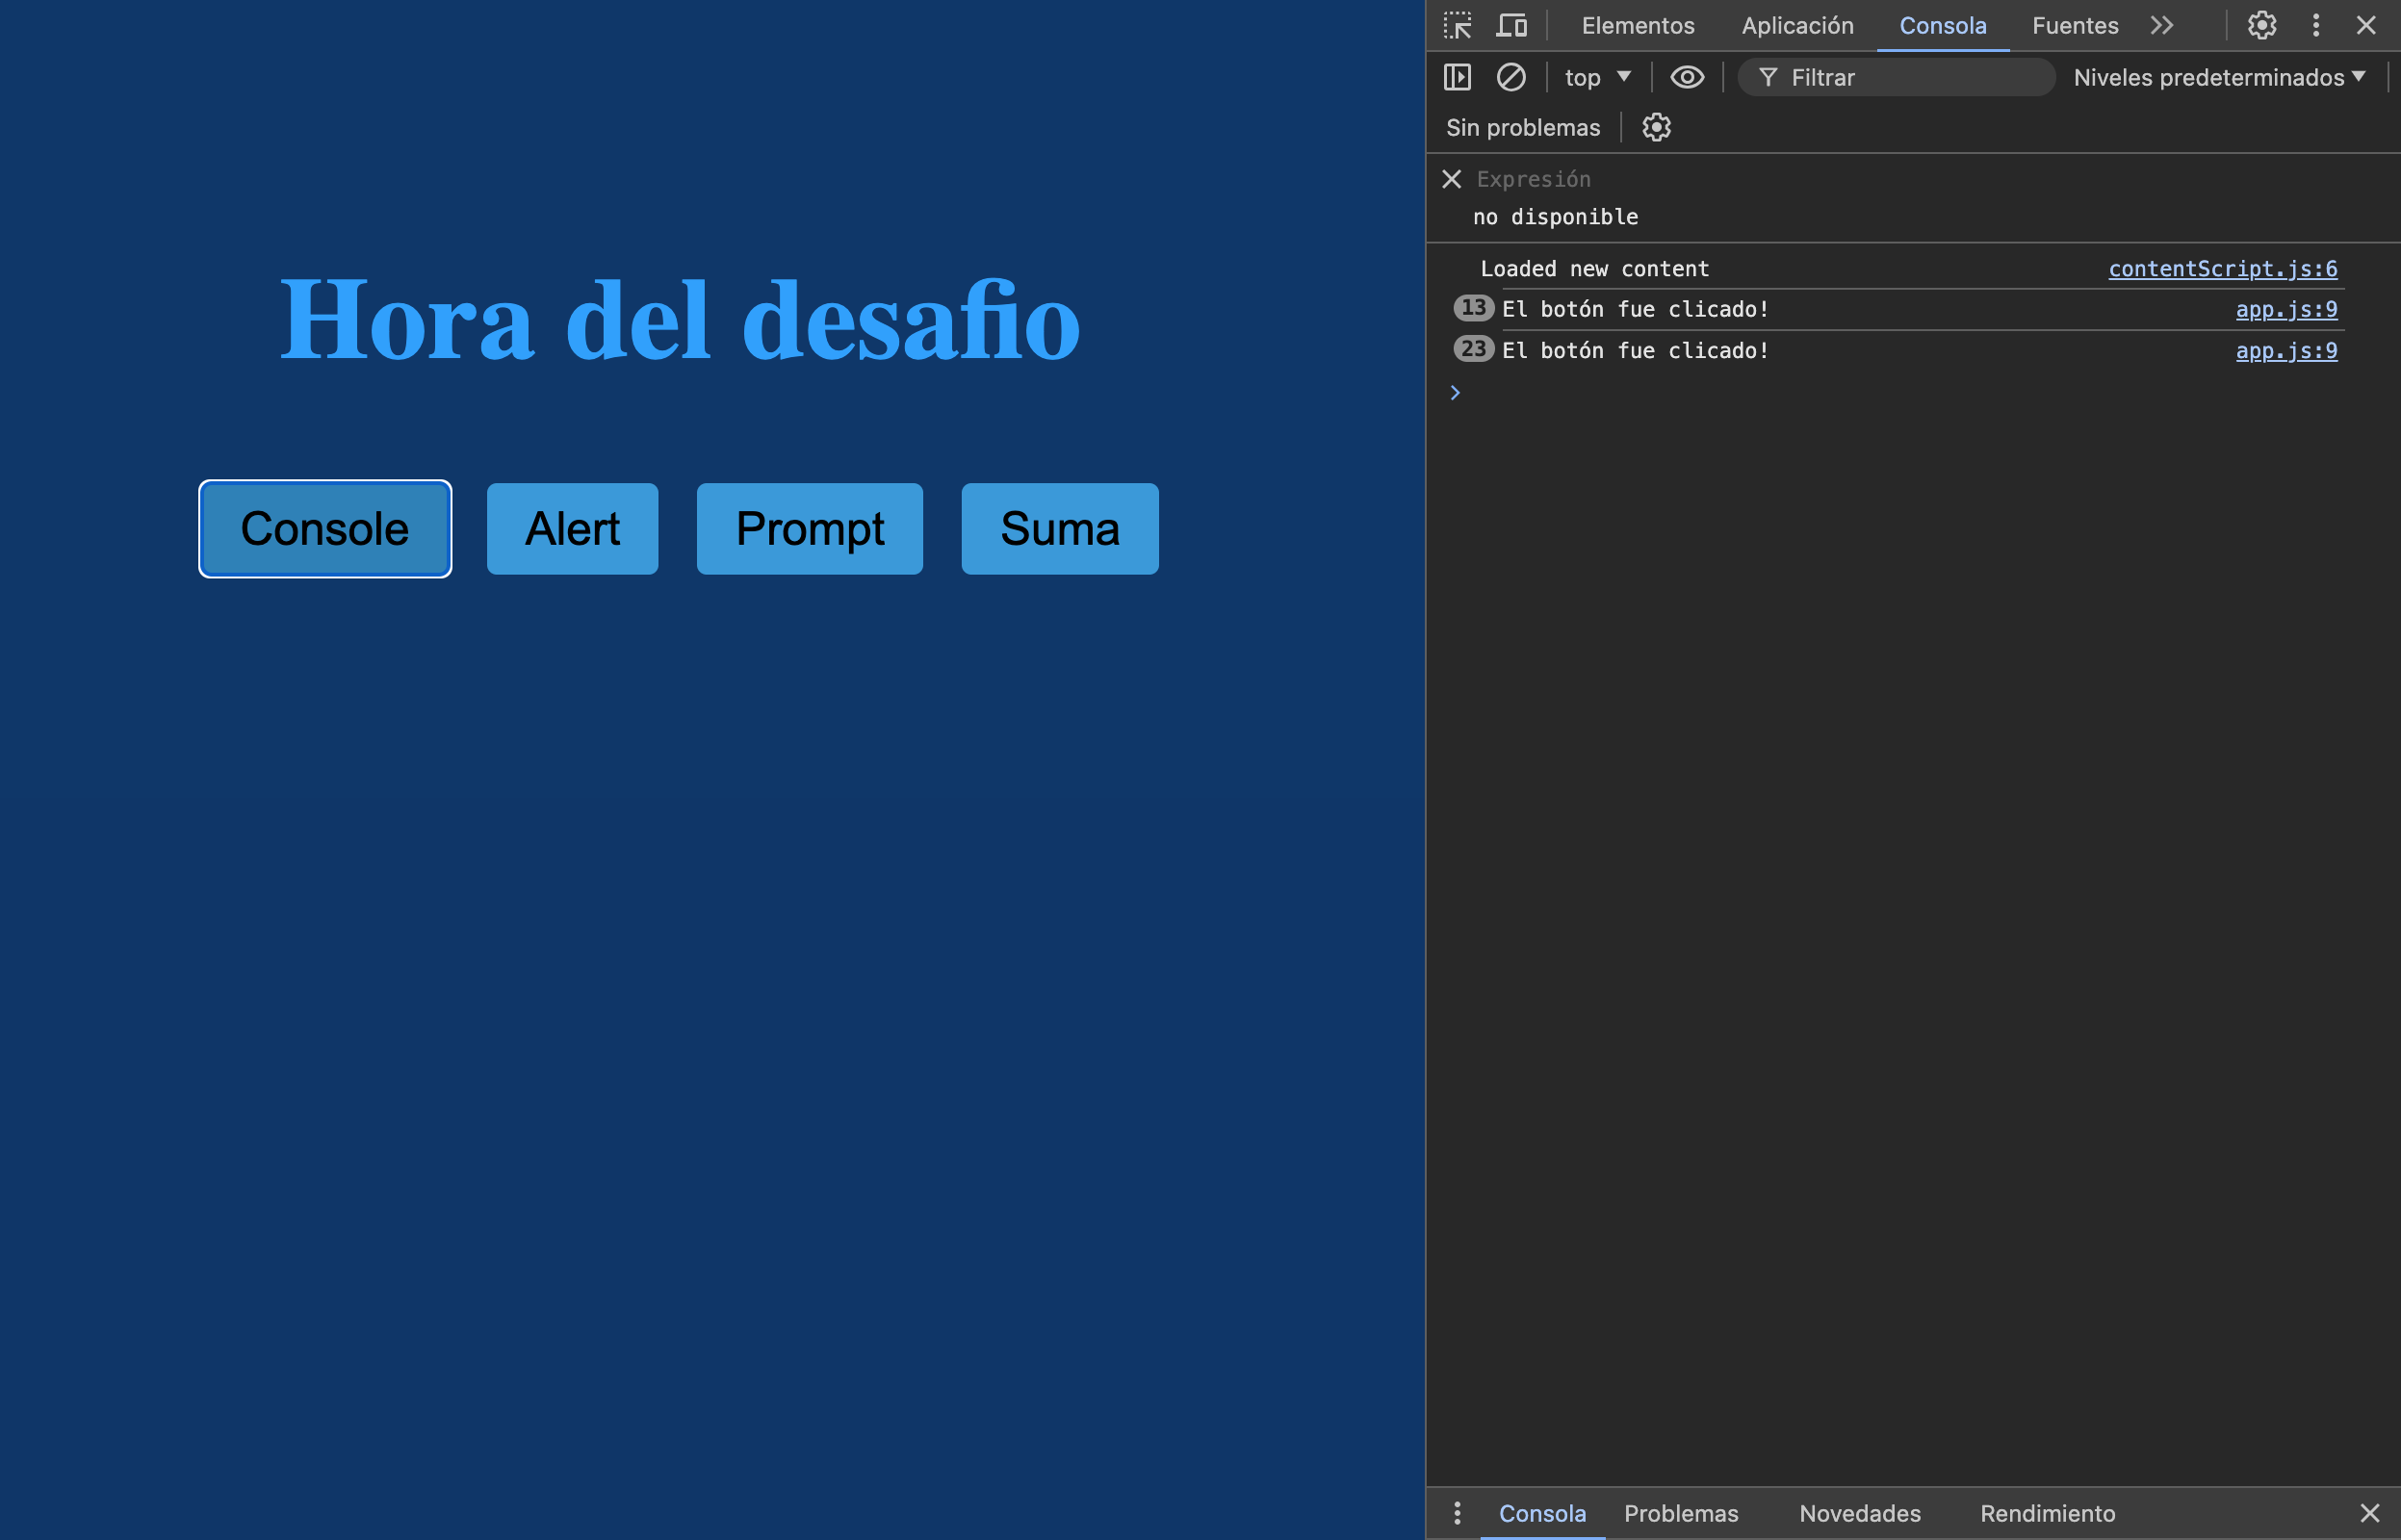 Hora del desafio
Console Alert Prompt Suma
Elementos Aplicación Consola Fuentes
top Filtrar Niveles predeterminados
Sin problemas
Expresión
no disponible
Loaded new content contentScript.js:6
13 El botón fue clicado! app.js:9
23 El botón fue clicado! app.js:9
Consola Problemas Novedades Rendimiento